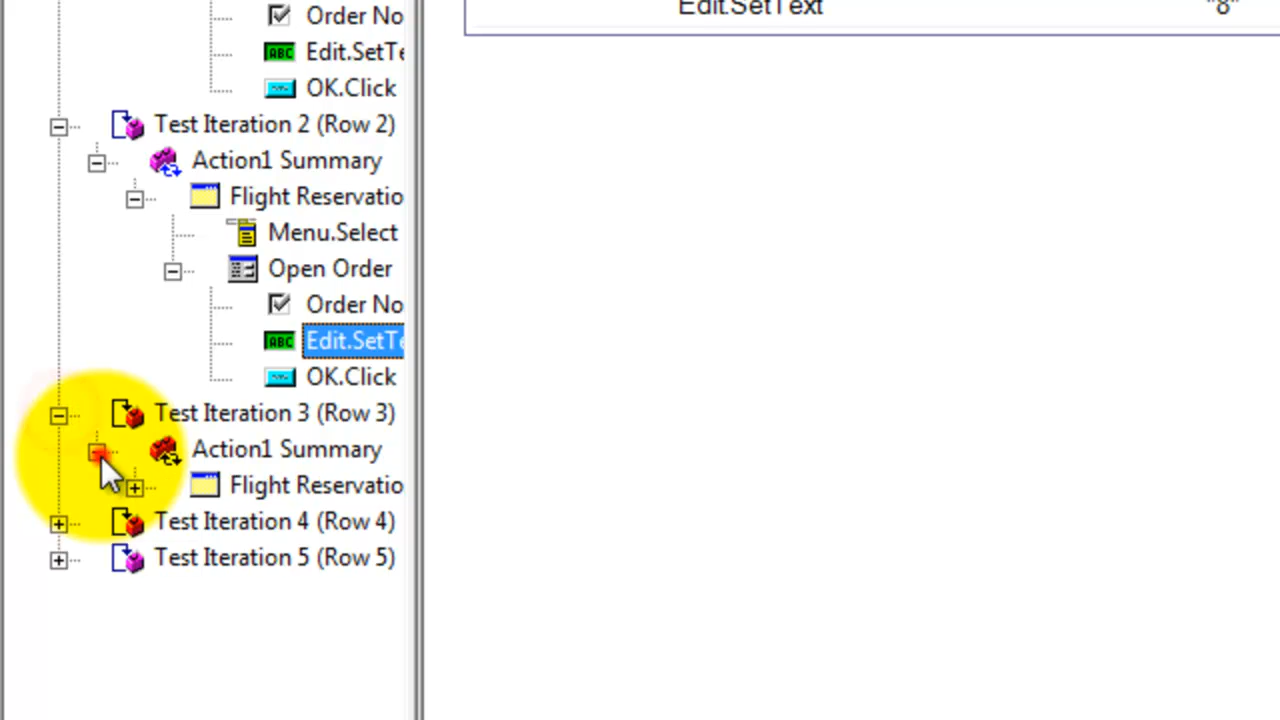 Edit.SetText "8"
Order No
Edit.SetTe
OK.Click
Test Iteration 2 (Row 2)
Action1 Summary
Flight Reservatio
Menu.Select
Open Order
Order No
Edit.SetTe
OK.Click
Test Iteration 3 (Row 3)
Action1 Summary
Flight Reservatio
Test Iteration 4 (Row 4)
Test Iteration 5 (Row 5)